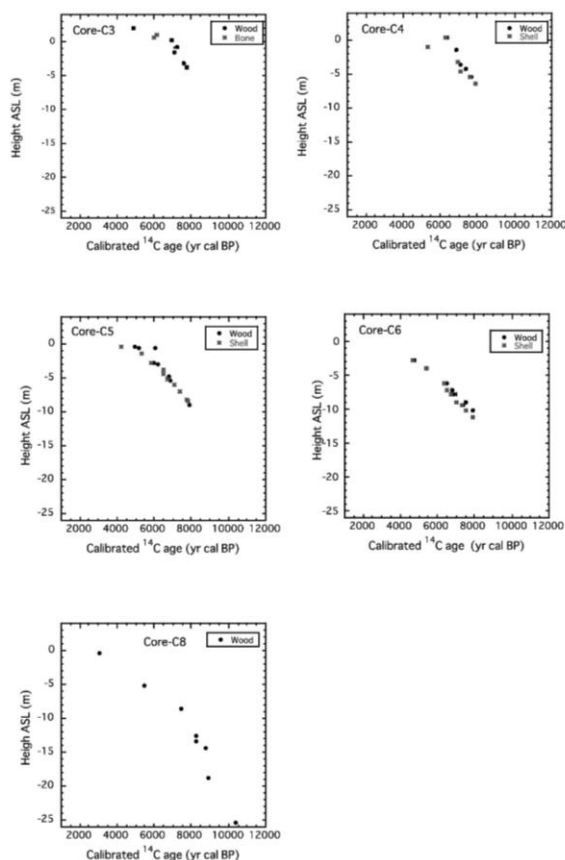 Core-C3
Wood
Bone
0
-5
-10
-15
-20
-25
Height ASL (m)
2000 4000 6000 8000 10000 12000
Calibrated 14C age (yr cal BP)
Core-C4
Wood
Shell
0
-5
-10
-15
-20
-25
Height ASL (m)
2000 4000 6000 8000 10000 12000
Calibrated 14C age (yr cal BP)
Core-C5
Wood
Shell
0
-5
-10
-15
-20
-25
Height ASL (m)
2000 4000 6000 8000 10000 12000
Calibrated 14C age (yr cal BP)
Core-C6
Wood
Shell
0
-5
-10
-15
-20
-25
Height ASL (m)
2000 4000 6000 8000 10000 12000
Calibrated 14C age (yr cal BP)
Core-C8
Wood
0
-5
-10
-15
-20
-25
Heigh ASL (m)
2000 4000 6000 8000 10000 12000
Calibrated 14C age (yr cal BP)